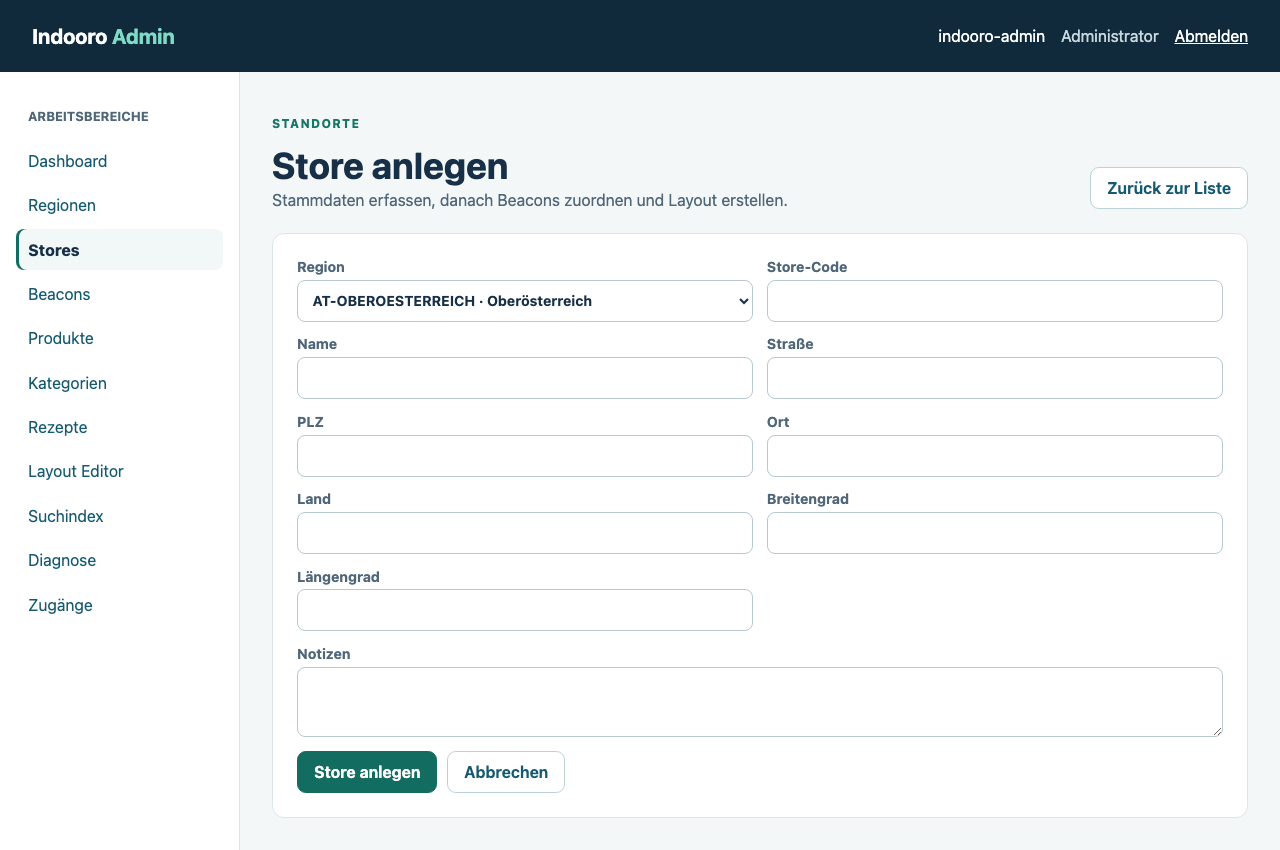 Indooro Admin
indooro-admin Administrator Abmelden
ARBEITSBEREICHE
Dashboard
Regionen
Stores
Beacons
Produkte
Kategorien
Rezepte
Layout Editor
Suchindex
Diagnose
Zugänge
STANDORTE
Store anlegen
Stammdaten erfassen, danach Beacons zuordnen und Layout erstellen.
Zurück zur Liste
Region
AT-OBEROESTERREICH · Oberösterreich
Store-Code
Name
Straße
PLZ
Ort
Land
Breitengrad
Längengrad
Notizen
Store anlegen
Abbrechen